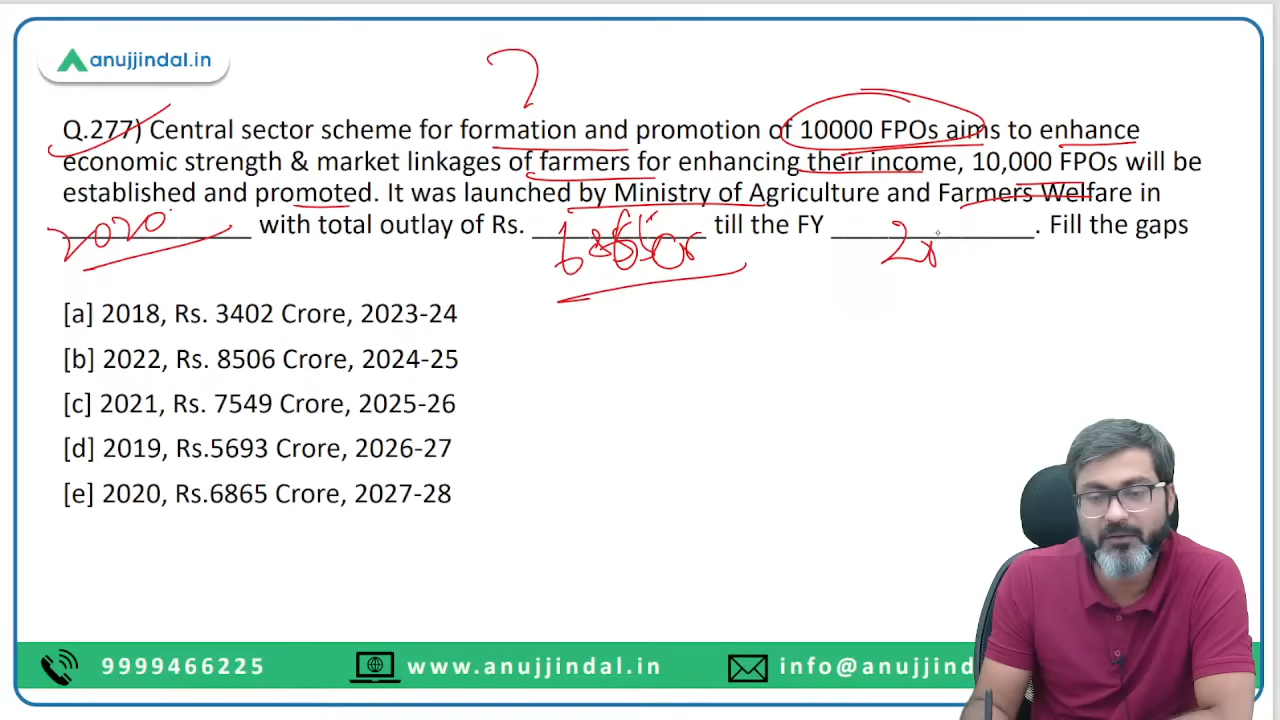 anujjindal.in
Q.277) Central sector scheme for formation and promotion of 10000 FPOs aims to enhance
economic strength & market linkages of farmers for enhancing their income, 10,000 FPOs will be
established and promoted. It was launched by Ministry of Agriculture and Farmers Welfare in
____________ with total outlay of Rs. ____________ till the FY ____________. Fill the gaps
2020
[a] 2018, Rs. 3402 Crore, 2023-24
[b] 2022, Rs. 8506 Crore, 2024-25
[c] 2021, Rs. 7549 Crore, 2025-26
[d] 2019, Rs.5693 Crore, 2026-27
[e] 2020, Rs.6865 Crore, 2027-28
9999466225 www.anujjindal.in info@anujjind